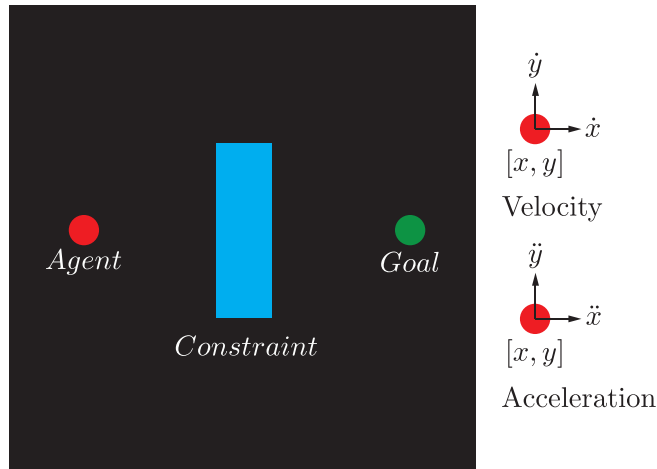 Agent
Constraint
Goal
ẏ
ẋ
[x, y]
Velocity
ÿ
ẍ
[x, y]
Acceleration